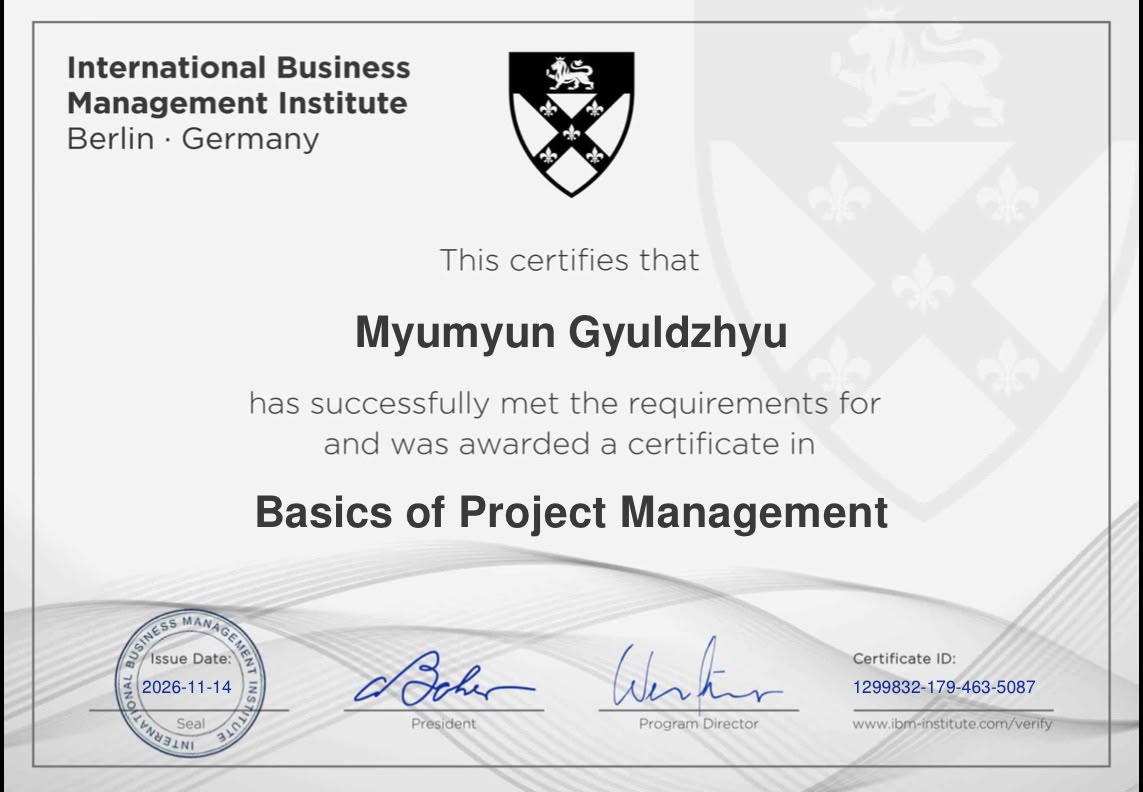 International Business
Management Institute
Berlin · Germany
This certifies that
Myumyun Gyuldzhyu
has successfully met the requirements for
and was awarded a certificate in
Basics of Project Management
INTERNATIONAL BUSINESS MANAGEMENT INSTITUTE
Issue Date:
2026-11-14
Seal
President
Program Director
Certificate ID:
1299832-179-463-5087
www.ibm-institute.com/verify